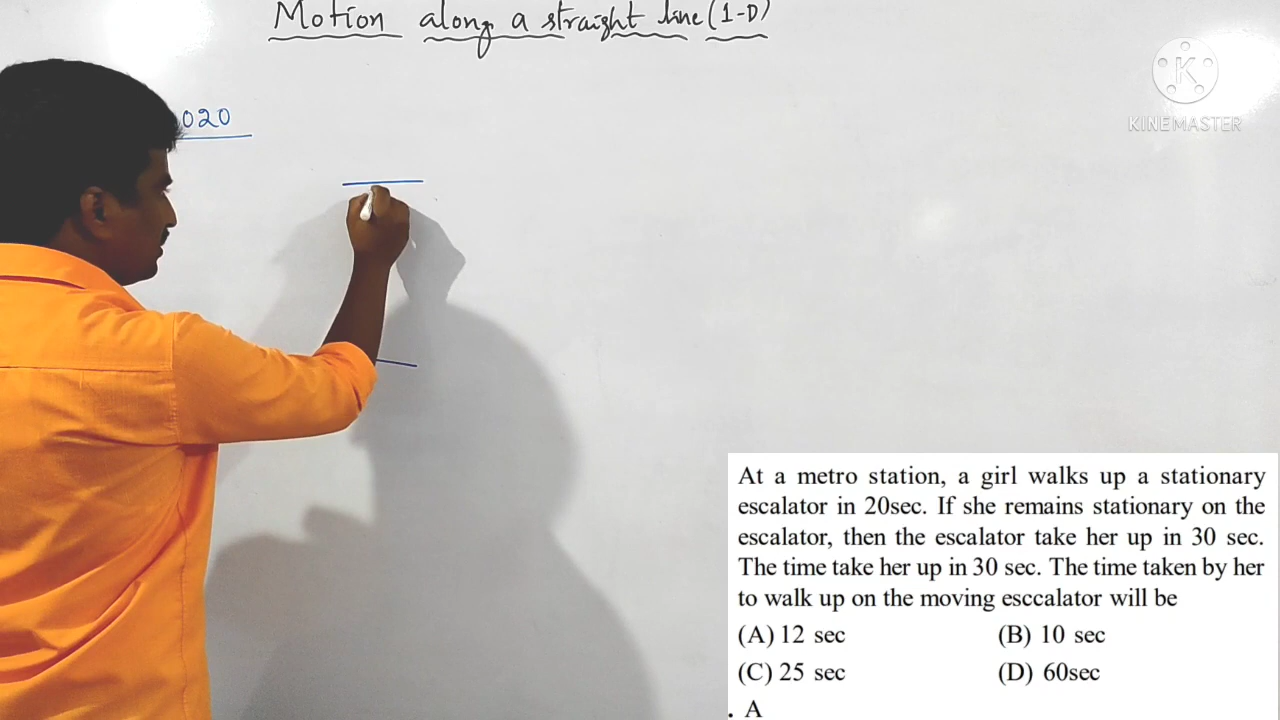 Motion along a straight line (1-D)
020
KINEMASTER
At a metro station, a girl walks up a stationary
escalator in 20sec. If she remains stationary on the
escalator, then the escalator take her up in 30 sec.
The time take her up in 30 sec. The time taken by her
to walk up on the moving esccalator will be
(A) 12 sec (B) 10 sec
(C) 25 sec (D) 60sec
. A